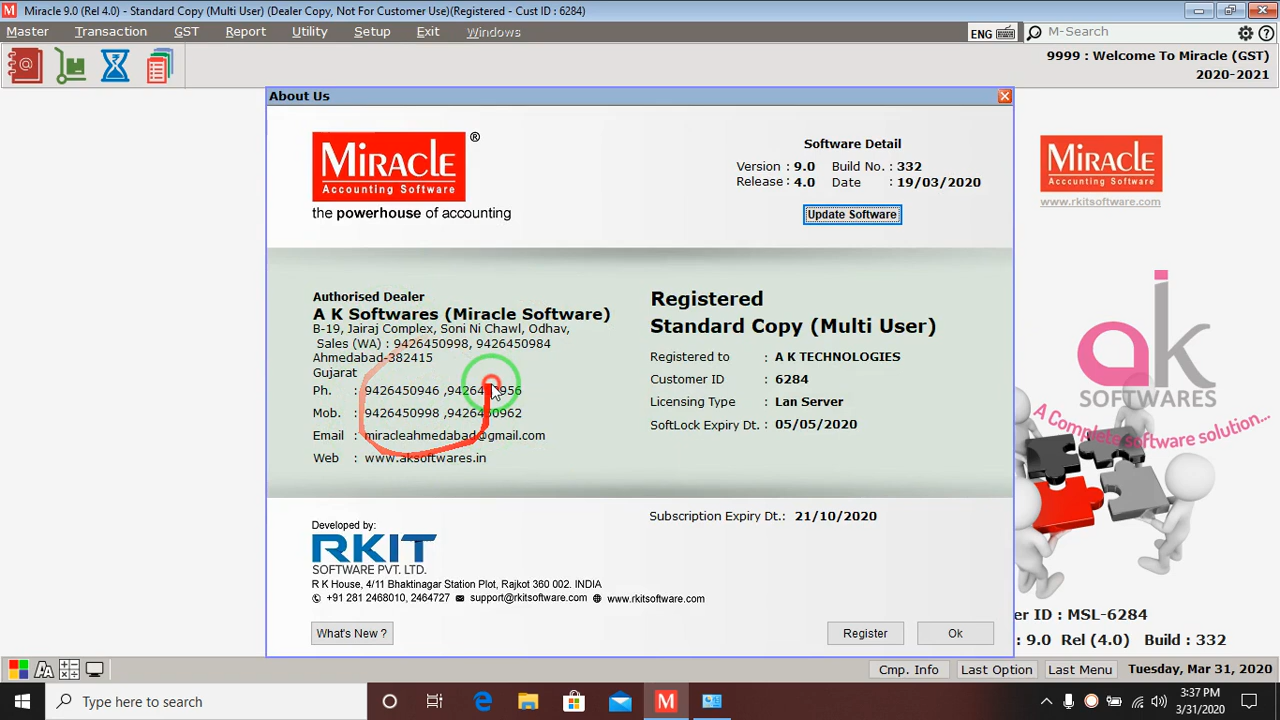 Miracle 9.0 (Rel 4.0) - Standard Copy (Multi User) (Dealer Copy, Not For Customer Use)(Registered - Cust ID : 6284)
Master Transaction GST Report Utility Setup Exit Windows
ENG M-Search
9999 : Welcome To Miracle (GST)
2020-2021
About Us
MIRACLE ®
Accounting Software
the powerhouse of accounting
Software Detail
Version : 9.0 Build No. : 332
Release : 4.0 Date : 19/03/2020
Update Software
MIRACLE
Accounting Software
www.rkitsoftware.com
Authorised Dealer
A K Softwares (Miracle Software)
B-19, Jairaj Complex, Soni Ni Chawl, Odhav,
Sales (WA) : 9426450998, 9426450984
Ahmedabad-382415
Gujarat
Ph. : 9426450946 ,9426450956
Mob. : 9426450998 ,9426450962
Email : miracleahmedabad@gmail.com
Web : www.aksoftwares.in
Registered
Standard Copy (Multi User)
Registered to : A K TECHNOLOGIES
Customer ID : 6284
Licensing Type : Lan Server
SoftLock Expiry Dt. : 05/05/2020
Subscription Expiry Dt.: 21/10/2020
ak
SOFTWARES
A Complete software solution...
Developed by:
RKIT
SOFTWARE PVT. LTD.
R K House, 4/11 Bhaktinagar Station Plot, Rajkot 360 002. INDIA
+91 281 2468010, 2464727 support@rkitsoftware.com www.rkitsoftware.com
What's New ? Register Ok
er ID : MSL-6284
: 9.0 Rel (4.0) Build : 332
Cmp. Info Last Option Last Menu Tuesday, Mar 31, 2020
Type here to search
3:37 PM
3/31/2020